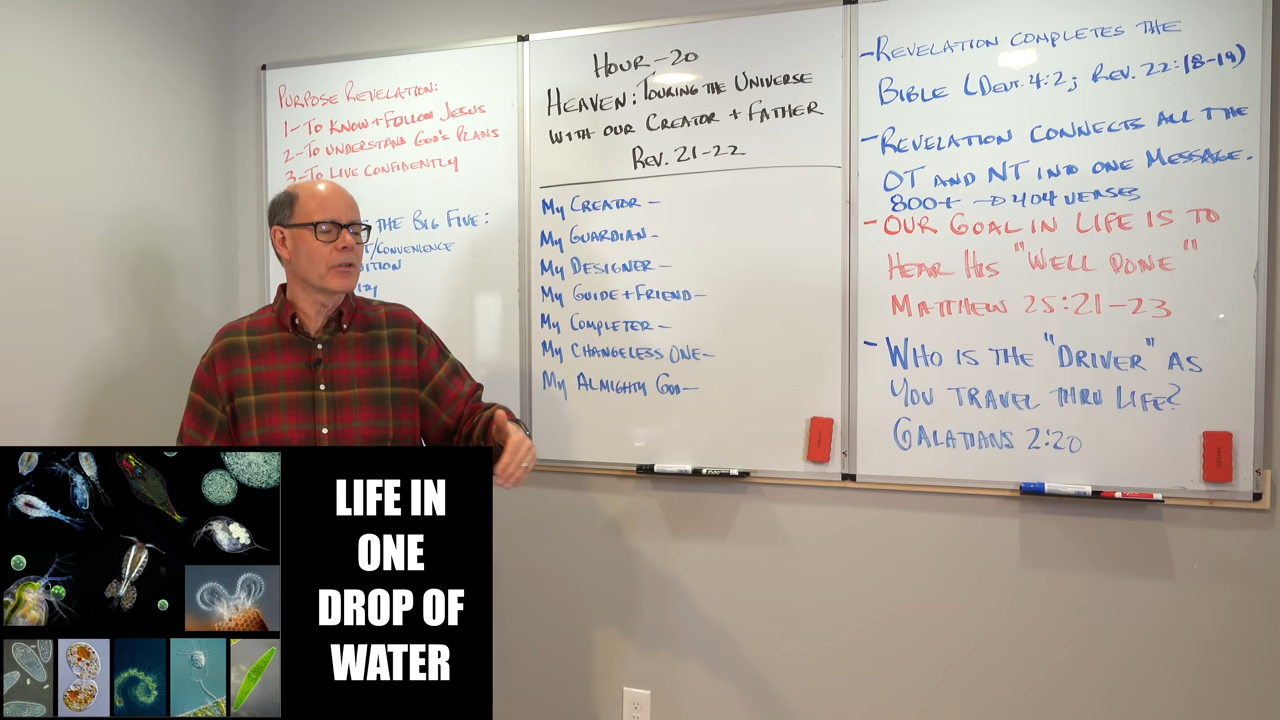 PURPOSE REVELATION:
1-TO KNOW+FOLLOW JESUS
2-TO UNDERSTAND GOD'S PLANS
3-TO LIVE CONFIDENTLY
THE BIG FIVE:
/CONVENIENCE
HOUR-20
HEAVEN: TOURING THE UNIVERSE
WITH OUR CREATOR + FATHER
REV. 21-22
MY CREATOR -
MY GUARDIAN-
MY DESIGNER-
MY GUIDE+FRIEND-
MY COMPLETER-
MY CHANGELESS ONE-
MY ALMIGHTY GOD-
-REVELATION COMPLETES THE
BIBLE (DEUT. 4:2; REV. 22:18-19)
-REVELATION CONNECTS ALL THE
OT AND NT INTO ONE MESSAGE.
800+ → 404 VERSES
-OUR GOAL IN LIFE IS TO
HEAR HIS "WELL DONE"
MATTHEW 25:21-23
-WHO IS THE "DRIVER" AS
YOU TRAVEL THRU LIFE?
GALATIANS 2:20
LIFE IN
ONE
DROP OF
WATER